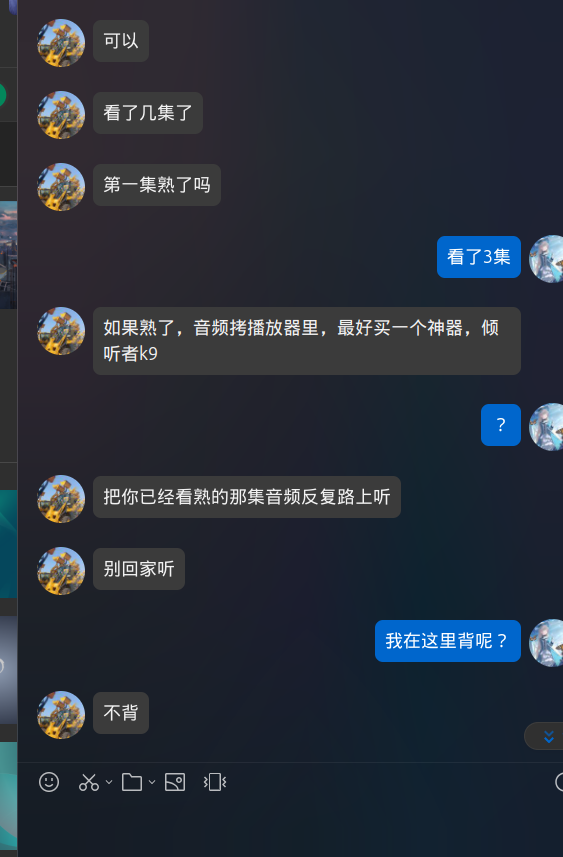 可以
看了几集了
第一集熟了吗
看了3集
如果熟了，音频拷播放器里，最好买一个神器，倾
听者k9
？
把你已经看熟的那集音频反复路上听
别回家听
我在这里背呢？
不背